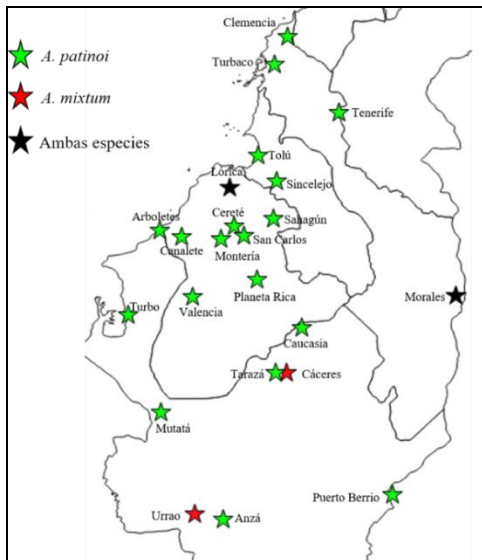 Clemencia
A. patinoi
Turbaco
A. mixtum
Tenerife
Ambas especies
Tolú
Lorica
Sincelejo
Arboletes
Cereté
Sahagún
Canalete
San Carlos
Montería
Planeta Rica
Morales
Valencia
Turbo
Caucasia
Tarazá
Cáceres
Mutatá
Puerto Berrio
Urrao
Anzá